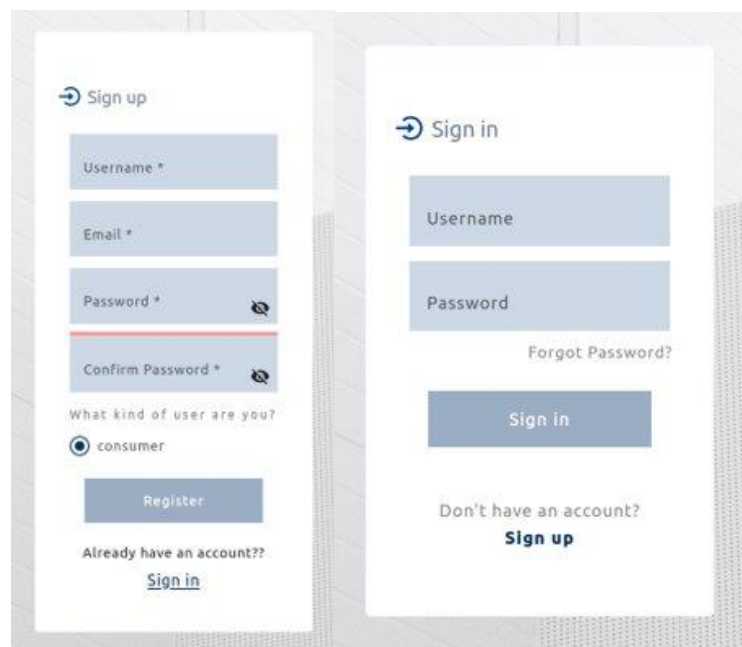 Sign up
Username *
Email *
Password *
Confirm Password *
What kind of user are you?
consumer
Register
Already have an account??
Sign in
Sign in
Username
Password
Forgot Password?
Sign in
Don't have an account?
Sign up